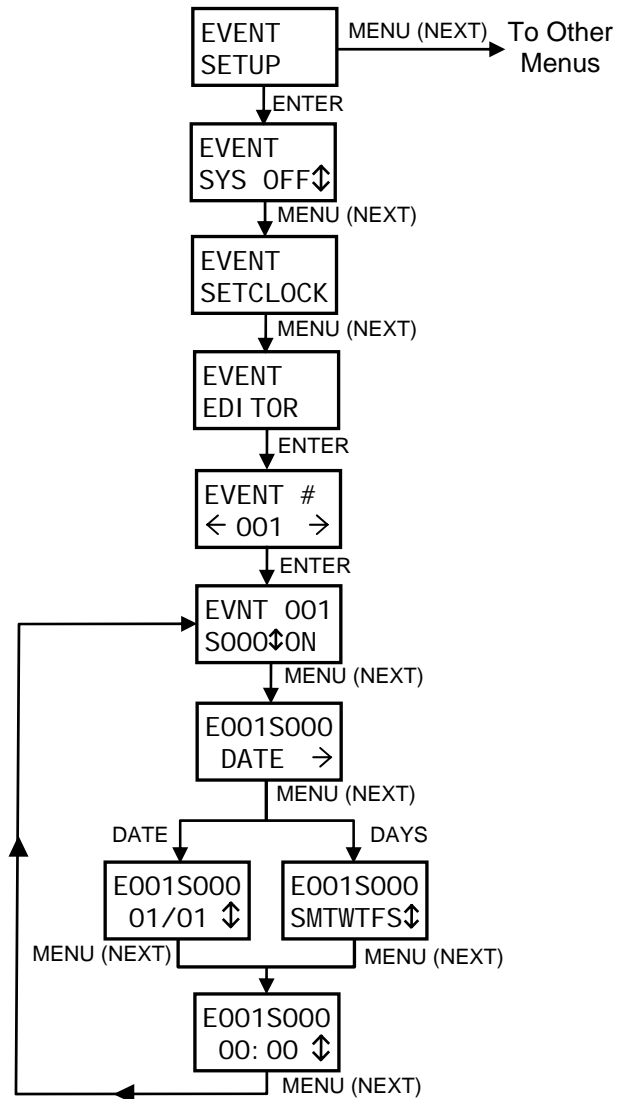 EVENT
SETUP
MENU (NEXT)
To Other
Menus
ENTER
EVENT
SYS OFF⇕
MENU (NEXT)
EVENT
SETCLOCK
MENU (NEXT)
EVENT
EDITOR
ENTER
EVENT #
← 001 →
ENTER
EVNT 001
S000⇕ON
MENU (NEXT)
E001S000
DATE →
MENU (NEXT)
DATE
DAYS
E001S000
01/01 ⇕
E001S000
SMTWTFS⇕
MENU (NEXT)
MENU (NEXT)
E001S000
00:00 ⇕
MENU (NEXT)